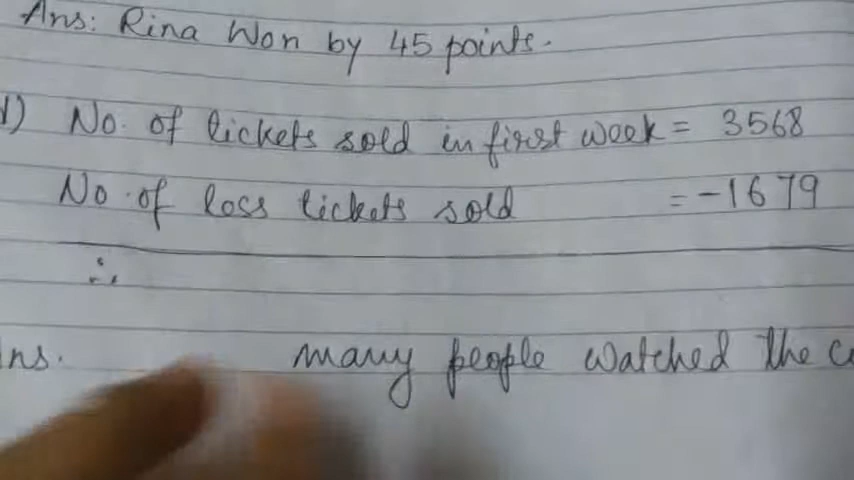 Ans: Rina Won by 45 points.
No. of tickets sold in first week = 3568
No. of loss tickets sold = -1679
∴
ns. many people watched the c